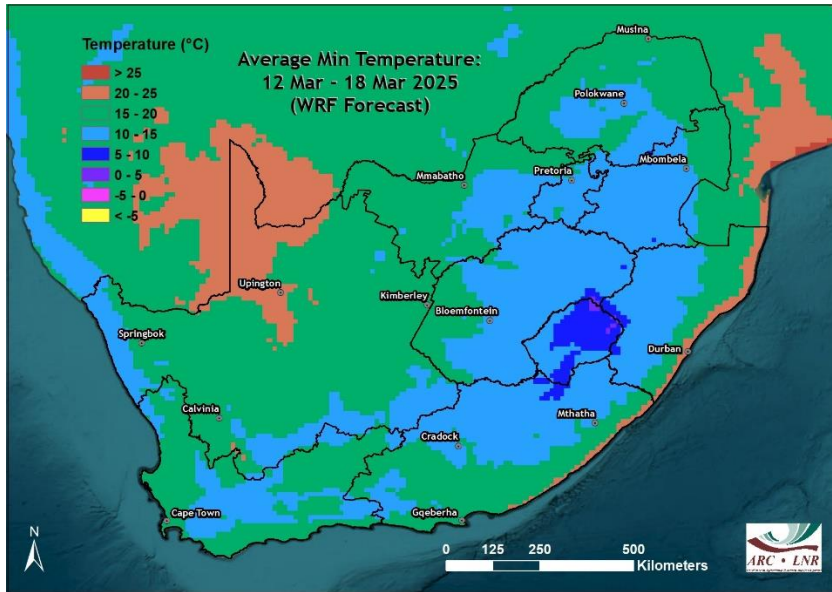 Temperature (°C)
> 25
20 - 25
15 - 20
10 - 15
5 - 10
0 - 5
-5 - 0
< -5
Average Min Temperature:
12 Mar - 18 Mar 2025
(WRF Forecast)
Musina
Polokwane
Mbombela
Pretoria
Mmabatho
Upington
Kimberley
Bloemfontein
Springbok
Durban
Calvinia
Mthatha
Cradock
Cape Town
Gqeberha
N
0 125 250 500
Kilometers
ARC • LNR